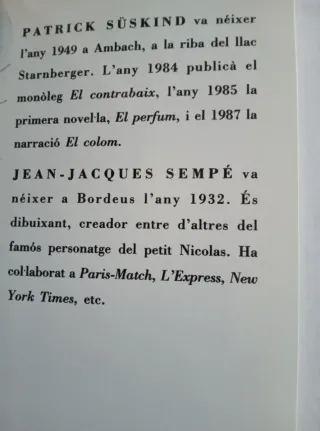 PATRICK SÜSKIND va néixer
l'any 1949 a Ambach, a la riba del llac
Starnberger. L'any 1984 publicà el
monòleg El contrabaix, l'any 1985 la
primera novel·la, El perfum, i el 1987 la
narració El colom.
JEAN-JACQUES SEMPÉ va
néixer a Bordeus l'any 1932. És
dibuixant, creador entre d'altres del
famós personatge del petit Nicolas. Ha
col·laborat a Paris-Match, L'Express, New
York Times, etc.